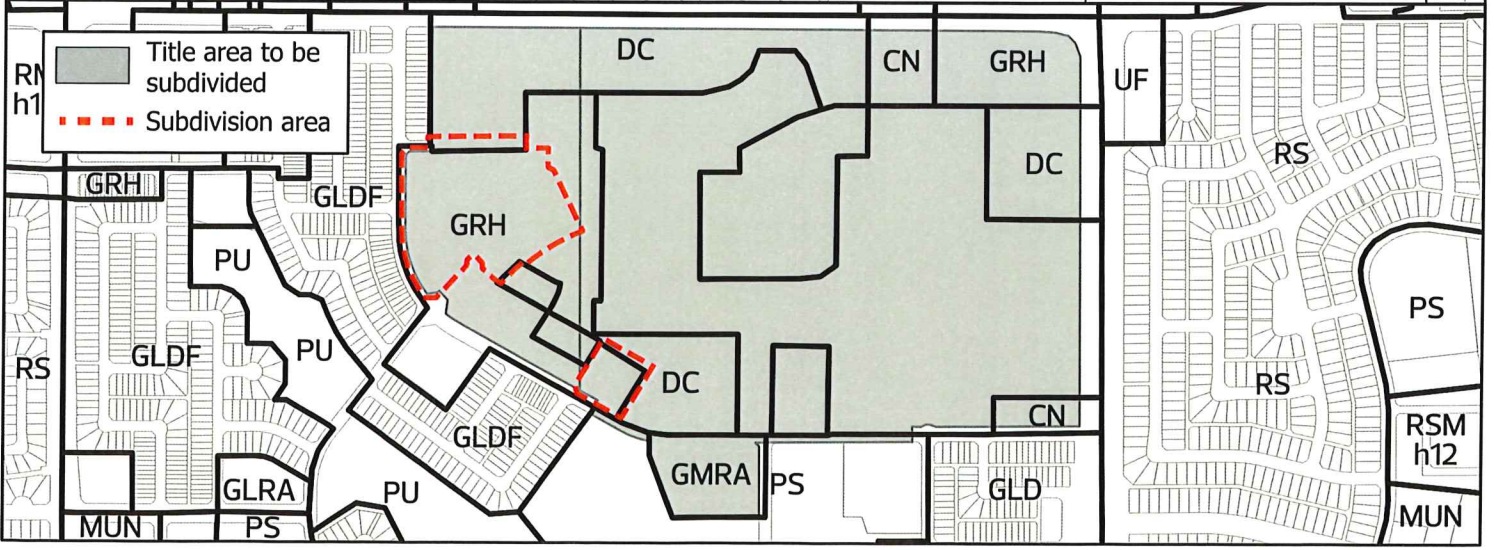 Title area to be
subdivided
Subdivision area
h1
DC
CN
GRH
UF
RS
DC
GRH
GLDF
GRH
PU
PS
PU
GLDF
RS
DC
RS
CN
GLDF
RSM
h12
GLRA
PU
GMRA
PS
GLD
MUN
PS
MUN